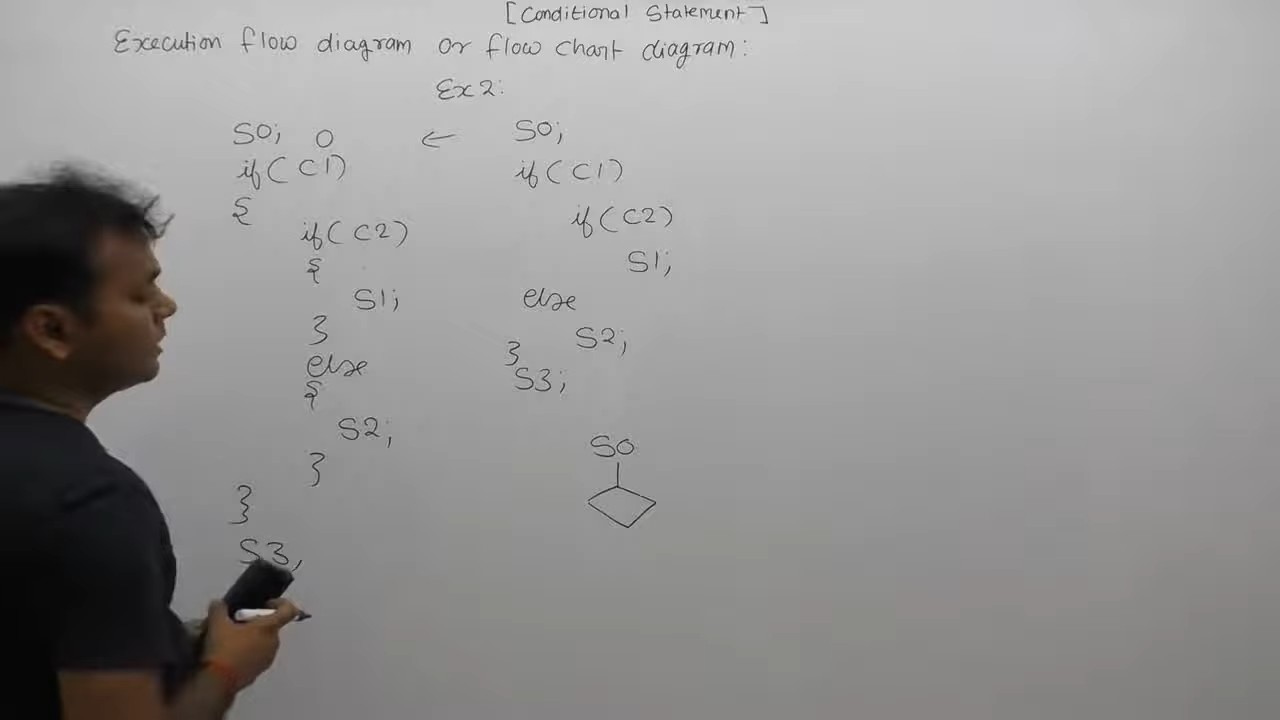 [Conditional Statement]
Execution flow diagram or flow chart diagram:
Ex2:
S0; 0
if(C1)
{
if(C2)
{
S1;
}
else
{
S2;
}
}
S3,
← S0;
if(C1)
if(C2)
S1;
else
S2;
}
S3;
S0